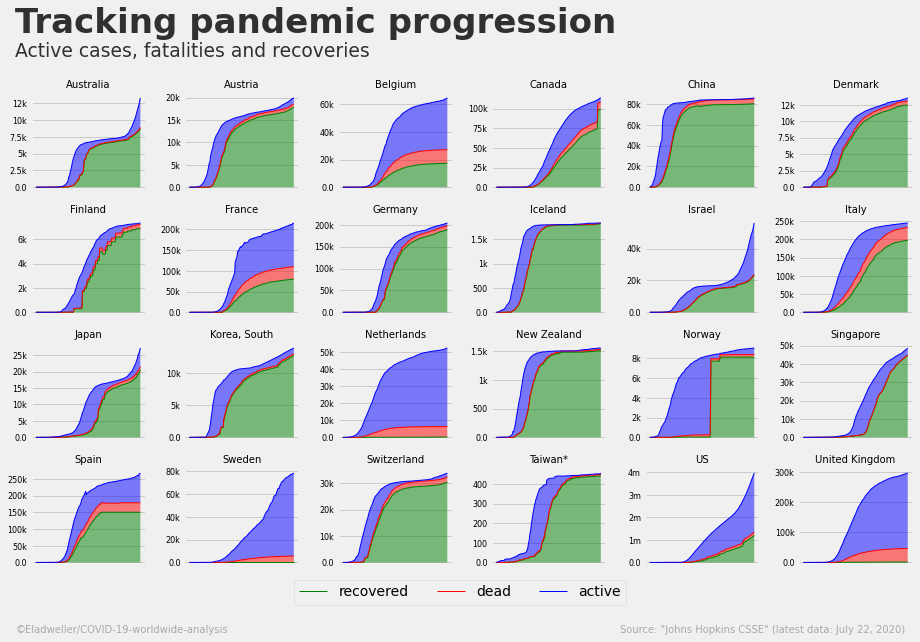 Tracking pandemic progression
Active cases, fatalities and recoveries
Australia Austria Belgium Canada China Denmark
12k 10k 7.5k 5k 2.5k 0.0
20k 15k 10k 5k 0.0
60k 40k 20k 0.0
100k 75k 50k 25k 0.0
80k 60k 40k 20k 0.0
12k 10k 7.5k 5k 2.5k 0.0
Finland France Germany Iceland Israel Italy
6k 4k 2k 0.0
200k 150k 100k 50k 0.0
200k 150k 100k 50k 0.0
1.5k 1k 500 0.0
40k 20k 0.0
250k 200k 150k 100k 50k 0.0
Japan Korea, South Netherlands New Zealand Norway Singapore
25k 20k 15k 10k 5k 0.0
10k 5k 0.0
50k 40k 30k 20k 10k 0.0
1.5k 1k 500 0.0
8k 6k 4k 2k 0.0
50k 40k 30k 20k 10k 0.0
Spain Sweden Switzerland Taiwan* US United Kingdom
250k 200k 150k 100k 50k 0.0
80k 60k 40k 20k 0.0
30k 20k 10k 0.0
400 300 200 100 0.0
4m 3m 2m 1m 0.0
300k 200k 100k 0.0
recovered dead active
©Eladweller/COVID-19-worldwide-analysis
Source: "Johns Hopkins CSSE" (latest data: July 22, 2020)